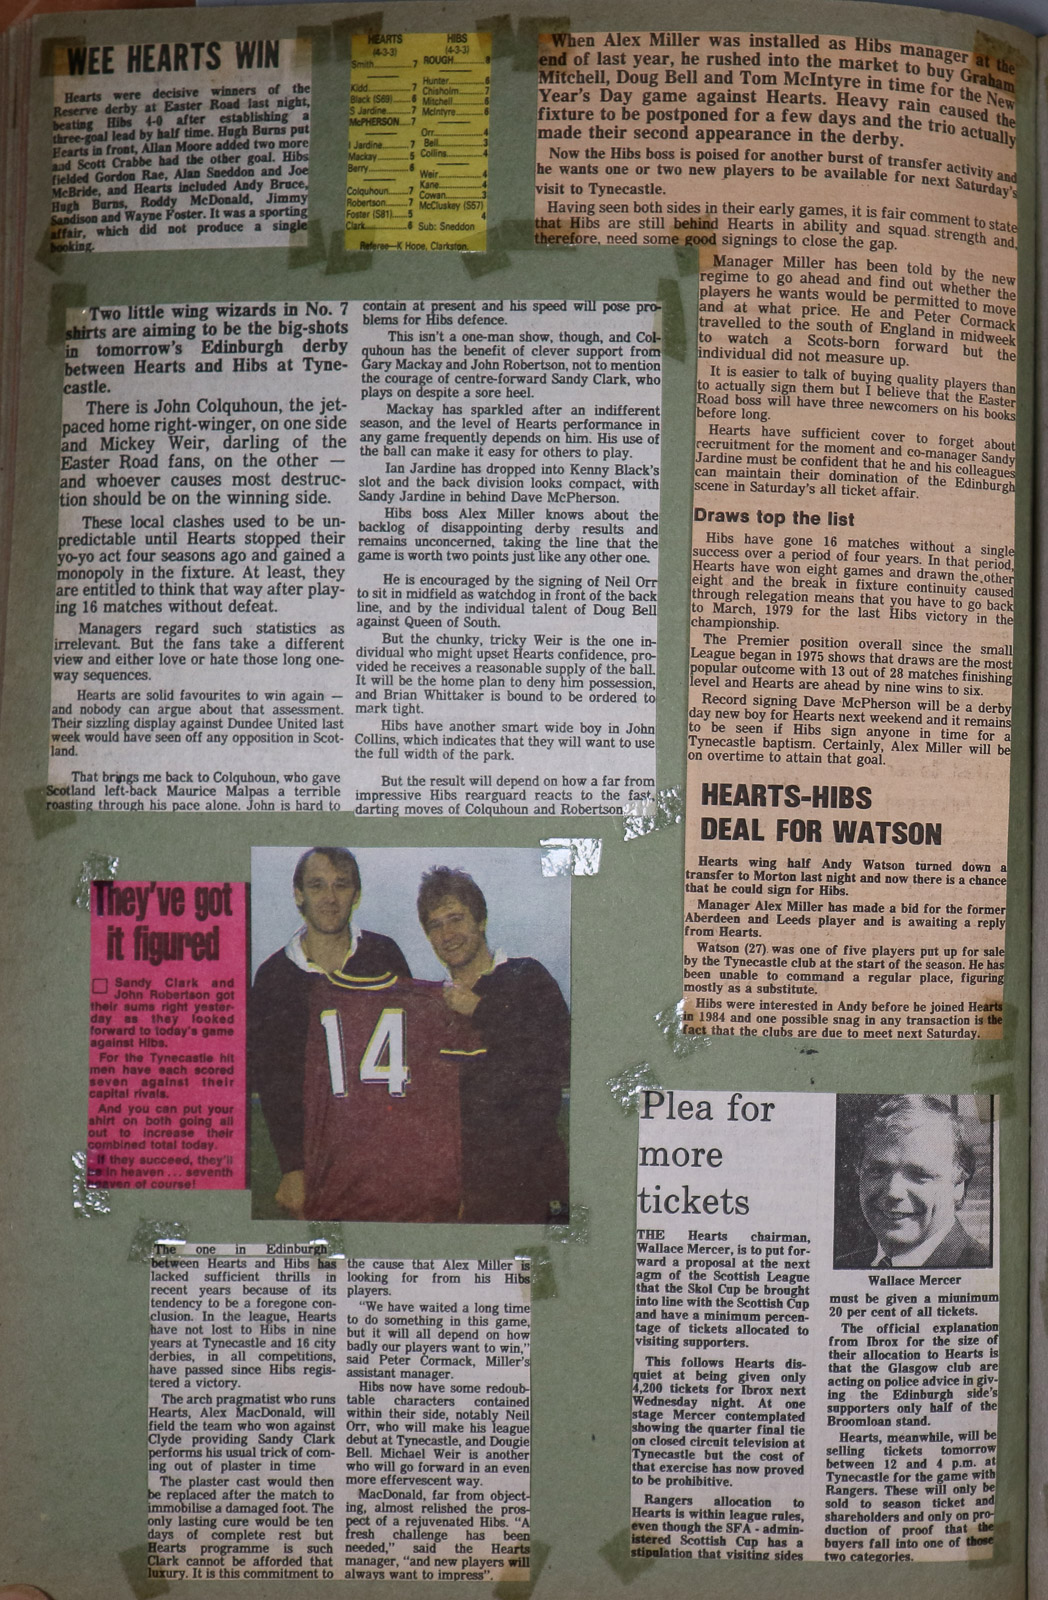 WEE HEARTS WIN
Hearts were decisive winners of the
Reserve derby at Easter Road last night,
beating Hibs 4-0 after establishing a
three-goal lead by half time. Hugh Burns put
Hearts in front, Allan Moore added two more
and Scott Crabbe had the other goal. Hibs
fielded Gordon Rae, Alan Sneddon and Joe
McBride, and Hearts included Andy Bruce,
Hugh Burns, Roddy McDonald, Jimmy
Sandison and Wayne Foster. It was a sporting
affair, which did not produce a single
booking.
HEARTS HIBS
(4-3-3) (4-3-3)
Smith 7 ROUGH
Kidd 7 Hunter 6
Black (S69) 6 Chisholm 7
S Jardine 7 Mitchell 6
McPHERSON 7 McIntyre 6
I Jardine 7 Orr 4
Mackay 5 Bell 3
Berry 6 Collins 4
Colquhoun 7 Weir 4
Robertson 7 Kane 4
Foster (S81) 5 Cowan 3
Clark 6 McCluskey (S57) 4
Sub: Sneddon
Referee—K Hope, Clarkston.
When Alex Miller was installed as Hibs manager at the
end of last year, he rushed into the market to buy Graham
Mitchell, Doug Bell and Tom McIntyre in time for the New
Year's Day game against Hearts. Heavy rain caused the
fixture to be postponed for a few days and the trio actually
made their second appearance in the derby.
Now the Hibs boss is poised for another burst of transfer activity and
he wants one or two new players to be available for next Saturday's
visit to Tynecastle.
Having seen both sides in their early games, it is fair comment to state
that Hibs are still behind Hearts in ability and squad strength and,
therefore, need some good signings to close the gap.
Manager Miller has been told by the new
regime to go ahead and find out whether the
players he wants would be permitted to move
and at what price. He and Peter Cormack
travelled to the south of England in midweek
to watch a Scots-born forward but the
individual did not measure up.
It is easier to talk of buying quality players than
to actually sign them but I believe that the Easter
Road boss will have three newcomers on his books
before long.
Hearts have sufficient cover to forget about
recruitment for the moment and co-manager Sandy
Jardine must be confident that he and his colleagues
can maintain their domination of the Edinburgh
scene in Saturday's all ticket affair.
Draws top the list
Hibs have gone 16 matches without a single
success over a period of four years. In that period,
Hearts have won eight games and drawn the other
eight and the break in fixture continuity caused
through relegation means that you have to go back
to March, 1979 for the last Hibs victory in the
championship.
The Premier position overall since the small
League began in 1975 shows that draws are the most
popular outcome with 13 out of 28 matches finishing
level and Hearts are ahead by nine wins to six.
Record signing Dave McPherson will be a derby
day new boy for Hearts next weekend and it remains
to be seen if Hibs sign anyone in time for a
Tynecastle baptism. Certainly, Alex Miller will be
on overtime to attain that goal.
HEARTS-HIBS
DEAL FOR WATSON
Hearts wing half Andy Watson turned down a
transfer to Morton last night and now there is a chance
that he could sign for Hibs.
Manager Alex Miller has made a bid for the former
Aberdeen and Leeds player and is awaiting a reply
from Hearts.
Watson (27) was one of five players put up for sale
by the Tynecastle club at the start of the season. He has
been unable to command a regular place, figuring
mostly as a substitute.
Hibs were interested in Andy before he joined Hearts
in 1984 and one possible snag in any transaction is the
fact that the clubs are due to meet next Saturday.
Two little wing wizards in No. 7
shirts are aiming to be the big-shots
in tomorrow's Edinburgh derby
between Hearts and Hibs at Tyne-
castle.
There is John Colquhoun, the jet-
paced home right-winger, on one side
and Mickey Weir, darling of the
Easter Road fans, on the other —
and whoever causes most destruc-
tion should be on the winning side.
These local clashes used to be un-
predictable until Hearts stopped their
yo-yo act four seasons ago and gained a
monopoly in the fixture. At least, they
are entitled to think that way after play-
ing 16 matches without defeat.
Managers regard such statistics as
irrelevant. But the fans take a different
view and either love or hate those long one-
way sequences.
Hearts are solid favourites to win again —
and nobody can argue about that assessment.
Their sizzling display against Dundee United last
week would have seen off any opposition in Scot-
land.
That brings me back to Colquhoun, who gave
Scotland left-back Maurice Malpas a terrible
roasting through his pace alone. John is hard to
contain at present and his speed will pose pro-
blems for Hibs defence.
This isn't a one-man show, though, and Col-
quhoun has the benefit of clever support from
Gary Mackay and John Robertson, not to mention
the courage of centre-forward Sandy Clark, who
plays on despite a sore heel.
Mackay has sparkled after an indifferent
season, and the level of Hearts performance in
any game frequently depends on him. His use of
the ball can make it easy for others to play.
Ian Jardine has dropped into Kenny Black's
slot and the back division looks compact, with
Sandy Jardine in behind Dave McPherson.
Hibs boss Alex Miller knows about the
backlog of disappointing derby results and
remains unconcerned, taking the line that the
game is worth two points just like any other one.
He is encouraged by the signing of Neil Orr
to sit in midfield as watchdog in front of the back
line, and by the individual talent of Doug Bell
against Queen of South.
But the chunky, tricky Weir is the one in-
dividual who might upset Hearts confidence, pro-
vided he receives a reasonable supply of the ball.
It will be the home plan to deny him possession,
and Brian Whittaker is bound to be ordered to
mark tight.
Hibs have another smart wide boy in John
Collins, which indicates that they will want to use
the full width of the park.
But the result will depend on how a far from
impressive Hibs rearguard reacts to the fast,
darting moves of Colquhoun and Robertson.
They've got
it figured
Sandy Clark and
John Robertson got
their sums right yester-
day as they looked
forward to today's game
against Hibs.
For the Tynecastle hit
men have each scored
seven against their
capital rivals.
And you can put your
shirt on both going all
out to increase their
combined total today.
If they succeed, they'll
be in heaven ... seventh
heaven of course!
14
The one in Edinburgh
between Hearts and Hibs has
lacked sufficient thrills in
recent years because of its
tendency to be a foregone con-
clusion. In the league, Hearts
have not lost to Hibs in nine
years at Tynecastle and 16 city
derbies, in all competitions,
have passed since Hibs regis-
tered a victory.
The arch pragmatist who runs
Hearts, Alex MacDonald, will
field the team who won against
Clyde providing Sandy Clark
performs his usual trick of com-
ing out of plaster in time
The plaster cast would then
be replaced after the match to
immobilise a damaged foot. The
only lasting cure would be ten
days of complete rest but
Hearts programme is such
Clark cannot be afforded that
luxury. It is this commitment to
the cause that Alex Miller is
looking for from his Hibs
players.
"We have waited a long time
to do something in this game,
but it will all depend on how
badly our players want to win,"
said Peter Cormack, Miller's
assistant manager.
Hibs now have some redoub-
table characters contained
within their side, notably Neil
Orr, who will make his league
debut at Tynecastle, and Dougie
Bell. Michael Weir is another
who will go forward in an even
more effervescent way.
MacDonald, far from object-
ing, almost relished the pros-
pect of a rejuvenated Hibs. "A
fresh challenge has been
needed," said the Hearts
manager, "and new players will
always want to impress".
Plea for
more
tickets
THE Hearts chairman,
Wallace Mercer, is to put for-
ward a proposal at the next
agm of the Scottish League
that the Skol Cup be brought
into line with the Scottish Cup
and have a minimum percen-
tage of tickets allocated to
visiting supporters.
This follows Hearts dis-
quiet at being given only
4,200 tickets for Ibrox next
Wednesday night. At one
stage Mercer contemplated
showing the quarter final tie
on closed circuit television at
Tynecastle but the cost of
that exercise has now proved
to be prohibitive.
Rangers allocation to
Hearts is within league rules,
even though the SFA - admin-
istered Scottish Cup has a
stipulation that visiting sides
Wallace Mercer
must be given a miunimum
20 per cent of all tickets.
The official explanation
from Ibrox for the size of
their allocation to Hearts is
that the Glasgow club are
acting on police advice in giv-
ing the Edinburgh side's
supporters only half of the
Broomloan stand.
Hearts, meanwhile, will be
selling tickets tomorrow
between 12 and 4 p.m. at
Tynecastle for the game with
Rangers. These will only be
sold to season ticket and
shareholders and only on pro-
duction of proof that the
buyers fall into one of those
two categories.